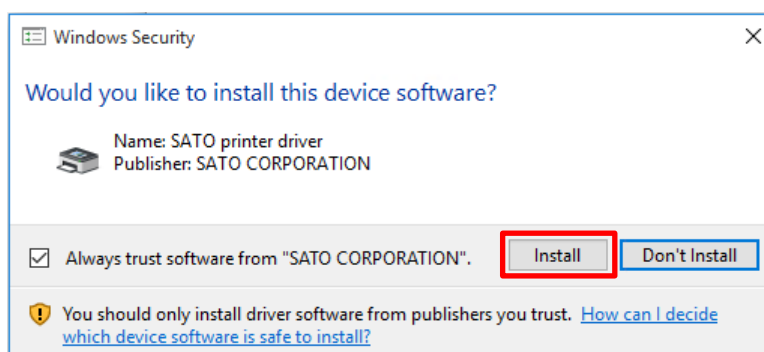 Windows Security
Would you like to install this device software?
Name: SATO printer driver
Publisher: SATO CORPORATION
Always trust software from "SATO CORPORATION".
Install
Don't Install
You should only install driver software from publishers you trust. How can I decide
which device software is safe to install?